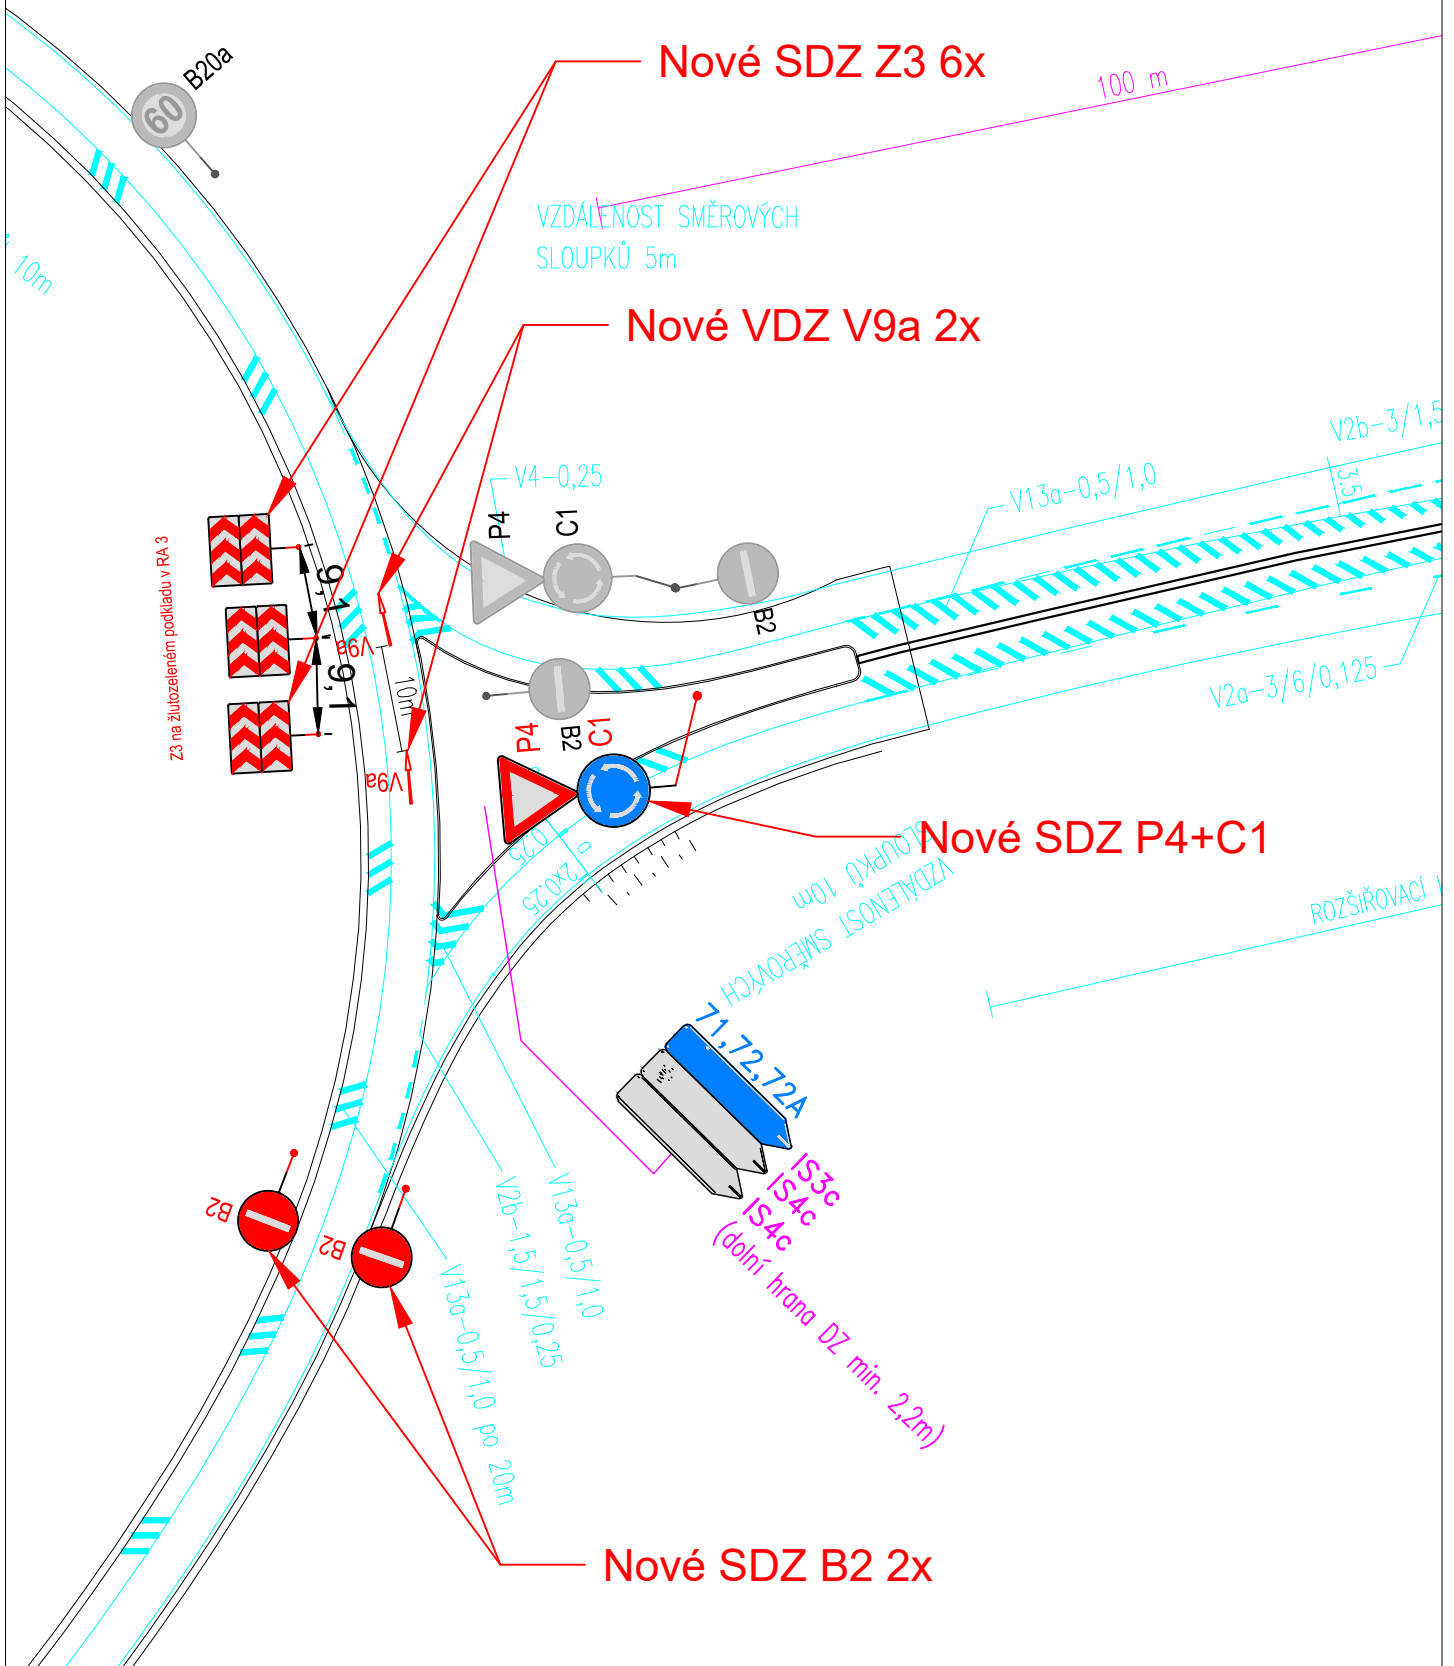 Nové SDZ Z3 6x
B20a
60
100 m
VZDÁLENOST SMĚROVÝCH
SLOUPKŮ 5m
10m
Nové VDZ V9a 2x
V2b-3/1,5
3.5
V13a-0,5/1,0
V4-0,25
P4
C1
B2
Z3 na žlutozeleném podkladu v RA 3
9,1
9,1
V9a
10m
V9a
V2a-3/6/0,125
P4
B2
C1
Nové SDZ P4+C1
0.25
2x0.25
VZDÁLENOST SMĚROVÝCH
SLOUPKŮ 10m
ROZŠIŘOVACÍ
71,72,72A
IS3c
IS4c
IS4c
(dolní hrana DZ min. 2,2m)
V13a-0,5/1,0
V2b-1,5/1,5/0,25
V13a-0,5/1,0 po 20m
B2
B2
Nové SDZ B2 2x